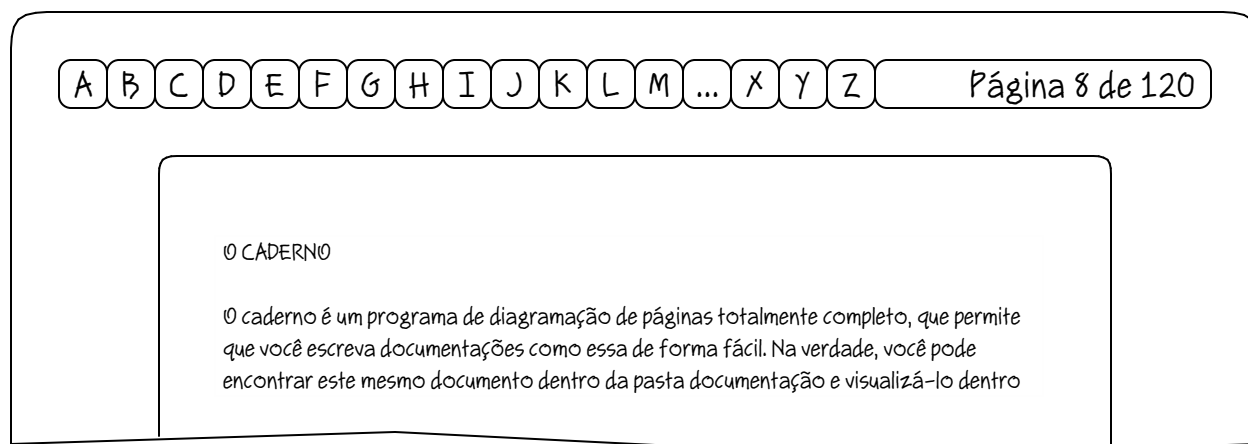 A B C D E F G H I J K L M ... X Y Z Página 8 de 120
O CADERNO
O caderno é um programa de diagramação de páginas totalmente completo, que permite
que você escreva documentações como essa de forma fácil. Na verdade, você pode
encontrar este mesmo documento dentro da pasta documentação e visualizá-lo dentro